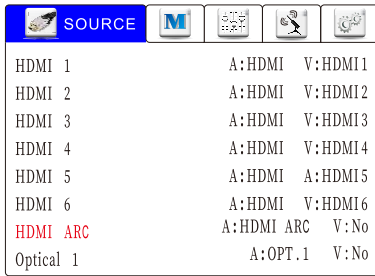 SOURCE M
HDMI 1 A:HDMI V:HDMI1
HDMI 2 A:HDMI V:HDMI2
HDMI 3 A:HDMI V:HDMI3
HDMI 4 A:HDMI V:HDMI4
HDMI 5 A:HDMI A:HDMI5
HDMI 6 A:HDMI V:HDMI6
HDMI ARC A:HDMI ARC V:No
Optical 1 A:OPT.1 V:No